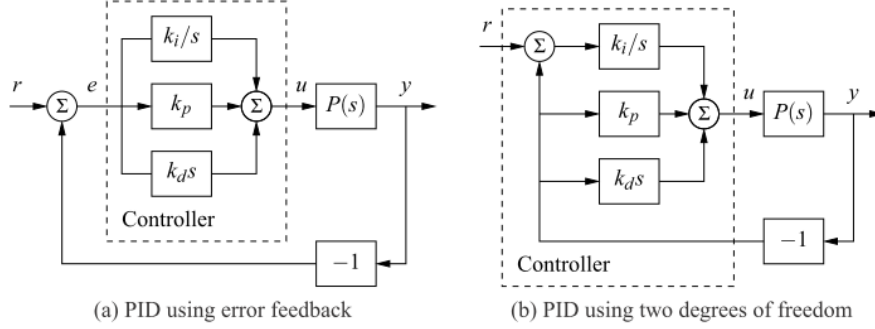 k_i/s
r
e
Σ
k_p
Σ
u
P(s)
y
k_d s
Controller
−1
(a) PID using error feedback
r
Σ
k_i/s
k_p
Σ
u
P(s)
y
k_d s
−1
Controller
(b) PID using two degrees of freedom